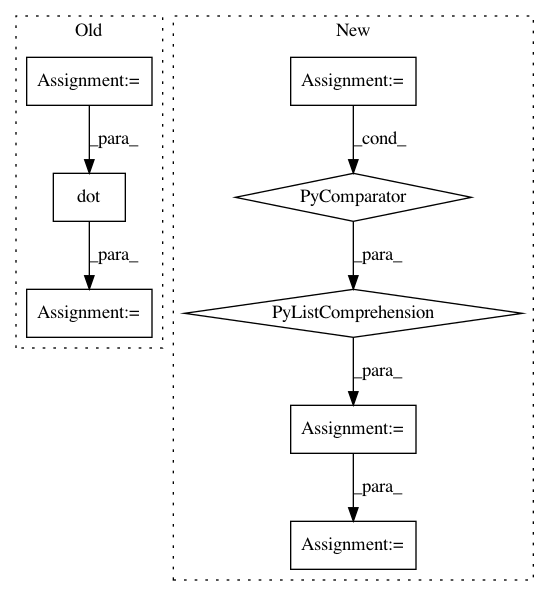 Old
Assignment:=
_para_
dot
_para_
Assignment:=
New
Assignment:=
_cond_
PyComparator
_para_
PyListComprehension
_para_
Assignment:=
_para_
Assignment:=